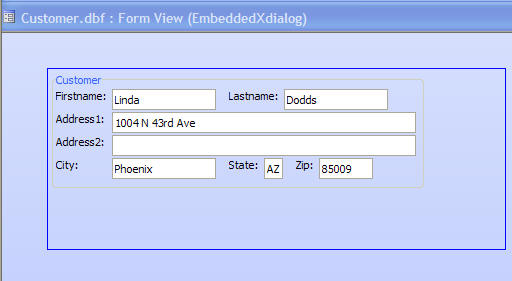 Customer.dbf : Form View (EmbeddedXdialog)
Customer
Firstname: Linda Lastname: Dodds
Address1: 1004 N 43rd Ave
Address2:
City: Phoenix State: AZ Zip: 85009